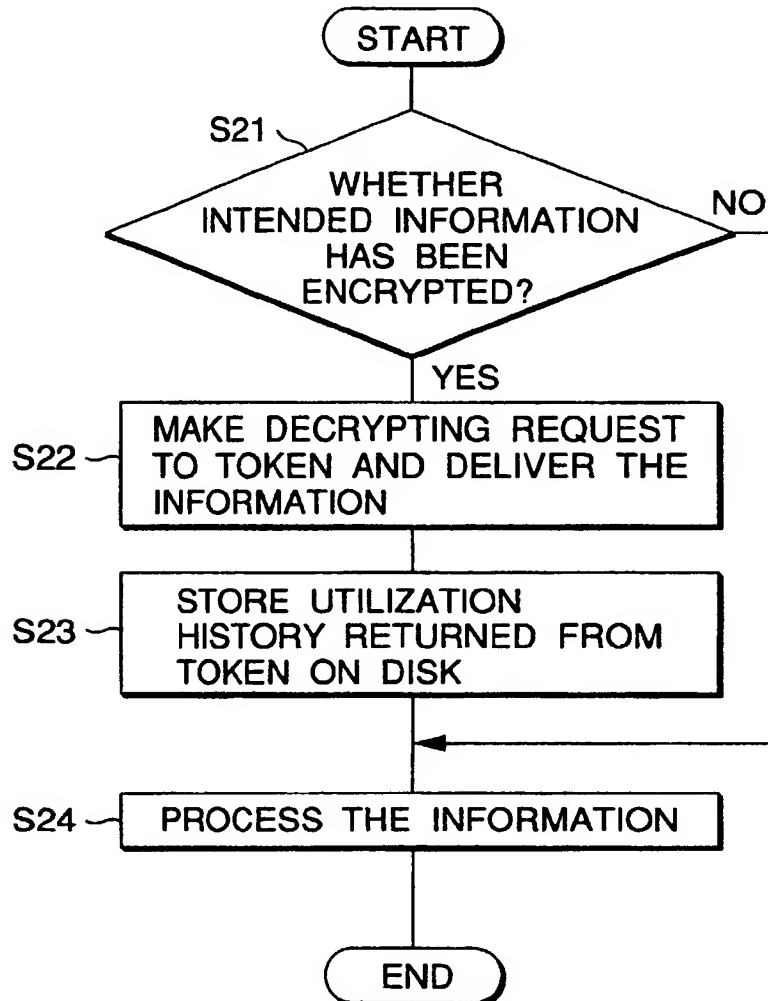 START
S21
WHETHER
INTENDED INFORMATION
HAS BEEN
ENCRYPTED?
NO
YES
S22
MAKE DECRYPTING REQUEST
TO TOKEN AND DELIVER THE
INFORMATION
S23
STORE UTILIZATION
HISTORY RETURNED FROM
TOKEN ON DISK
S24
PROCESS THE INFORMATION
END